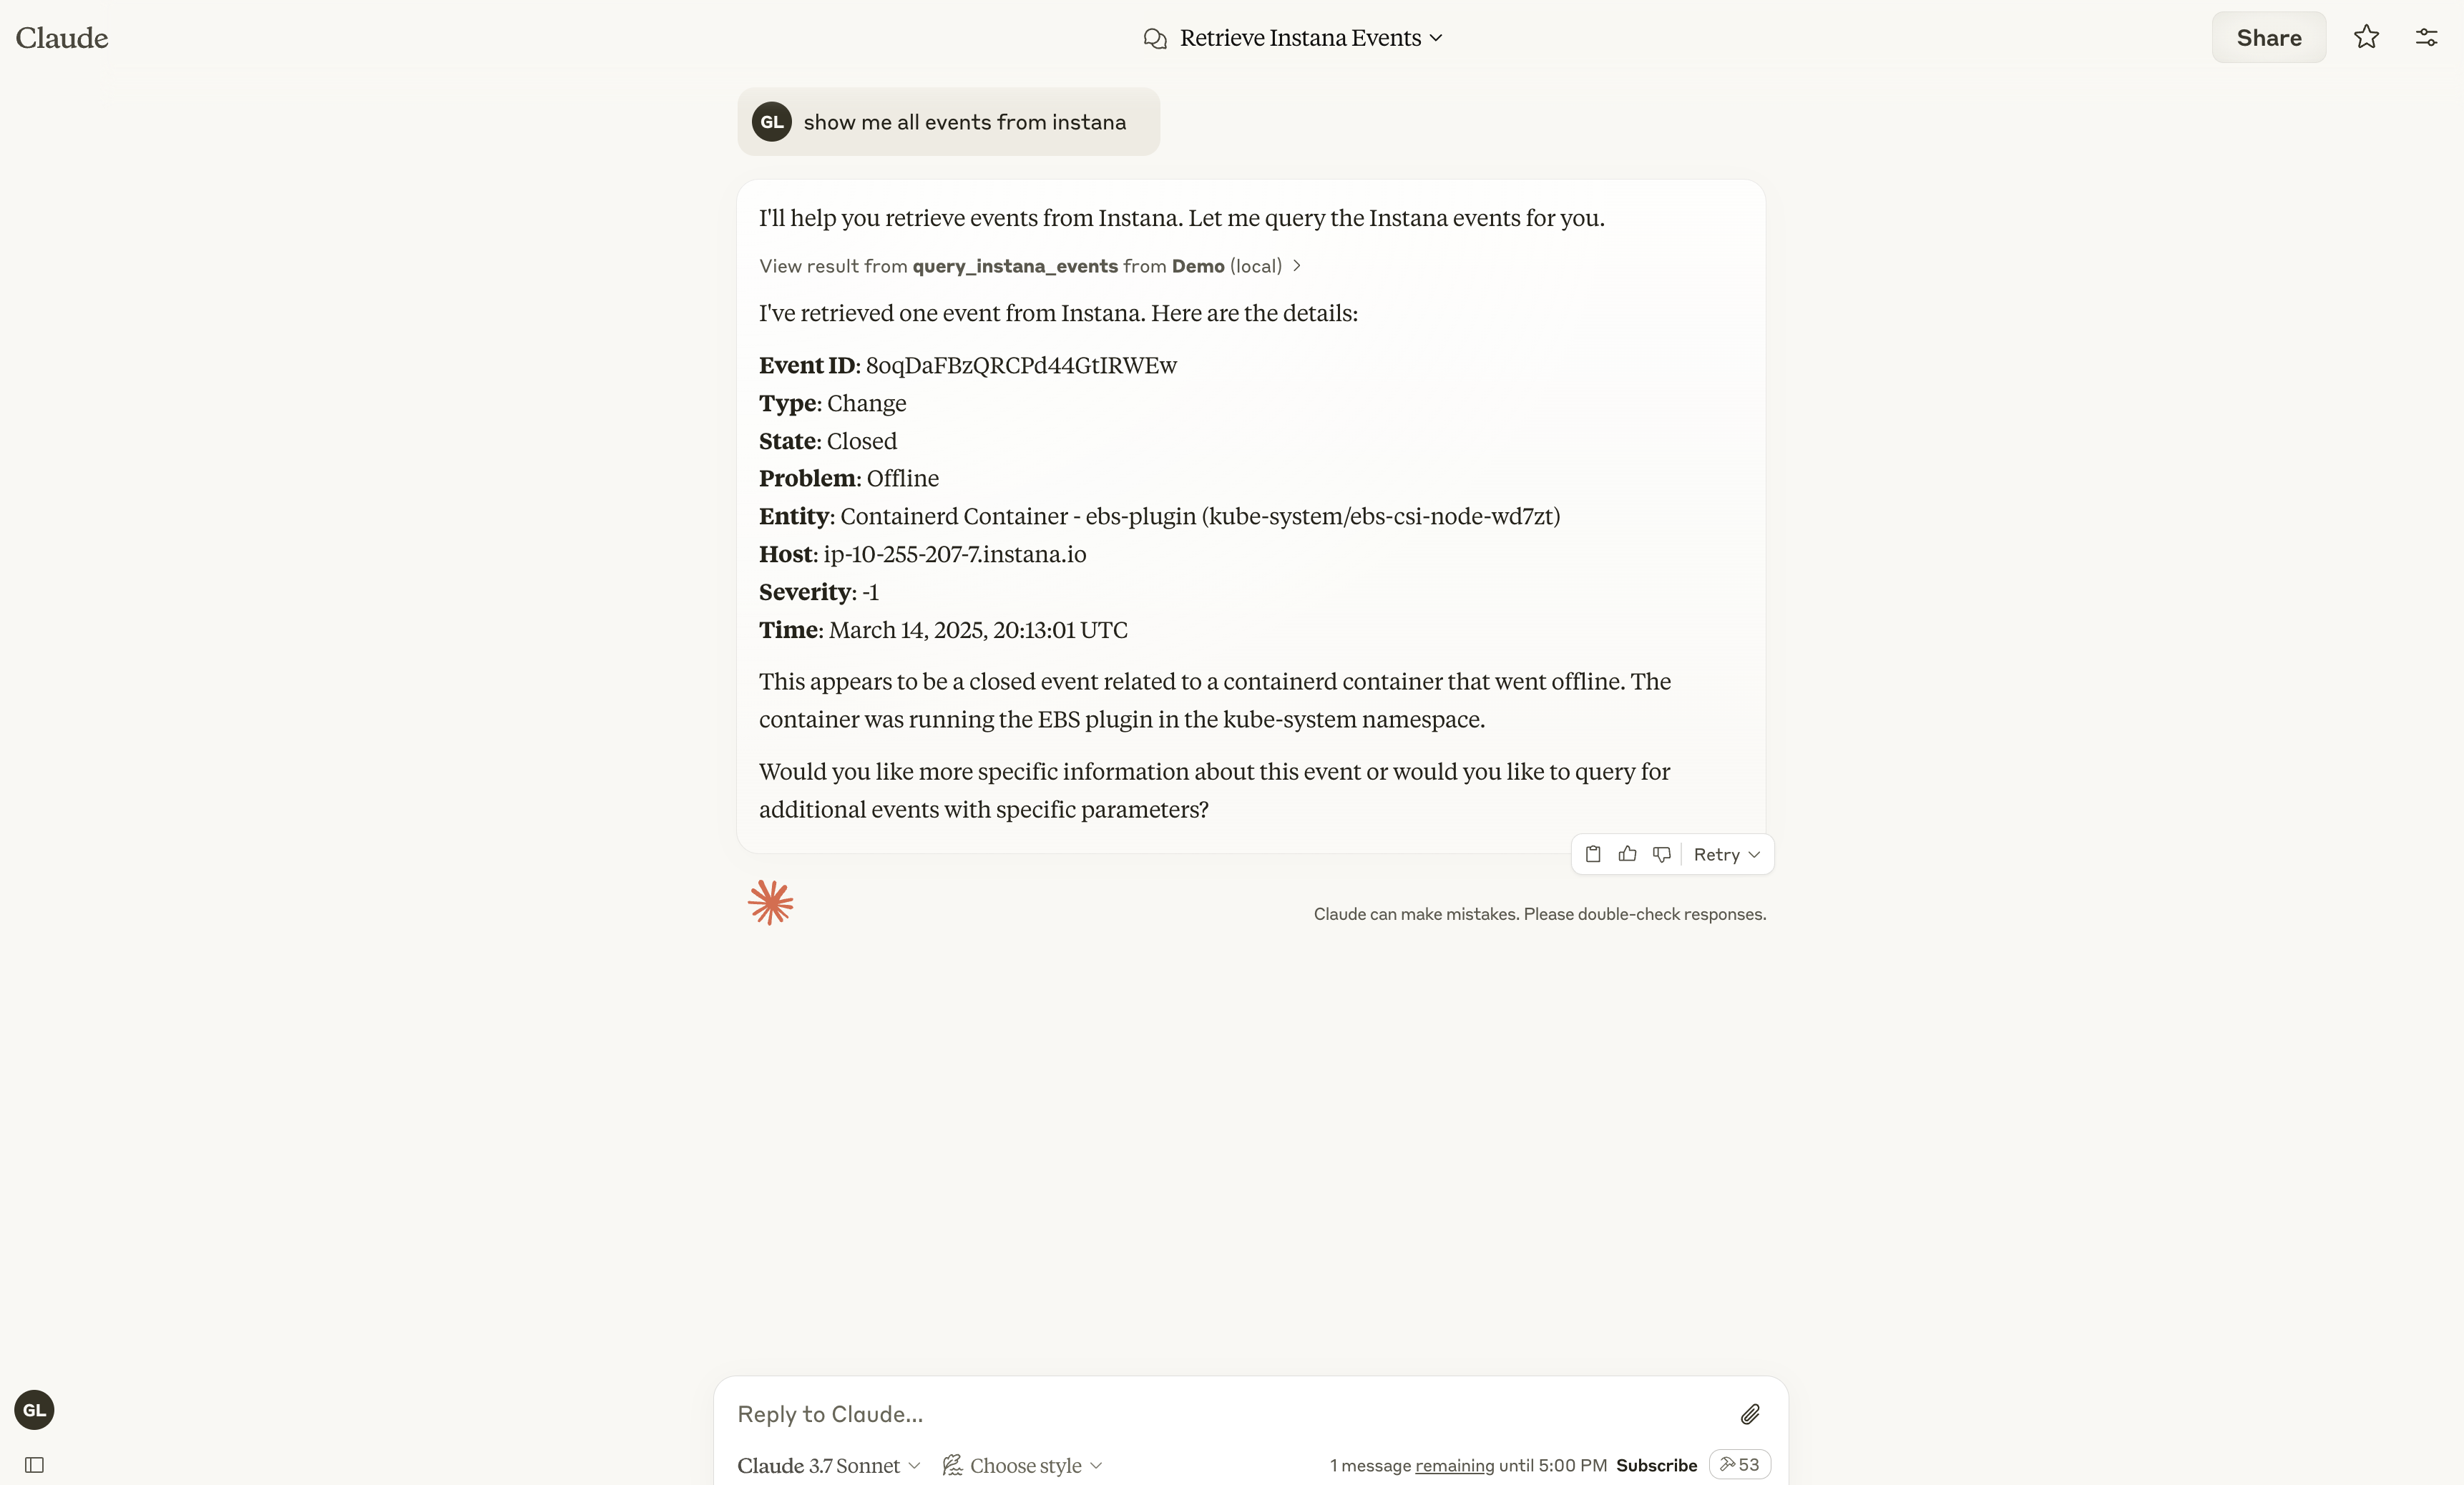 Claude
Retrieve Instana Events
Share
GL
show me all events from instana
I'll help you retrieve events from Instana. Let me query the Instana events for you.
View result from query_instana_events from Demo (local)
I've retrieved one event from Instana. Here are the details:
Event ID: 8oqDaFBzQRCPd44GtIRWEw
Type: Change
State: Closed
Problem: Offline
Entity: Containerd Container - ebs-plugin (kube-system/ebs-csi-node-wd7zt)
Host: ip-10-255-207-7.instana.io
Severity: -1
Time: March 14, 2025, 20:13:01 UTC
This appears to be a closed event related to a containerd container that went offline. The
container was running the EBS plugin in the kube-system namespace.
Would you like more specific information about this event or would you like to query for
additional events with specific parameters?
Retry
Claude can make mistakes. Please double-check responses.
GL
Reply to Claude...
Claude 3.7 Sonnet
Choose style
1 message remaining until 5:00 PM Subscribe
53